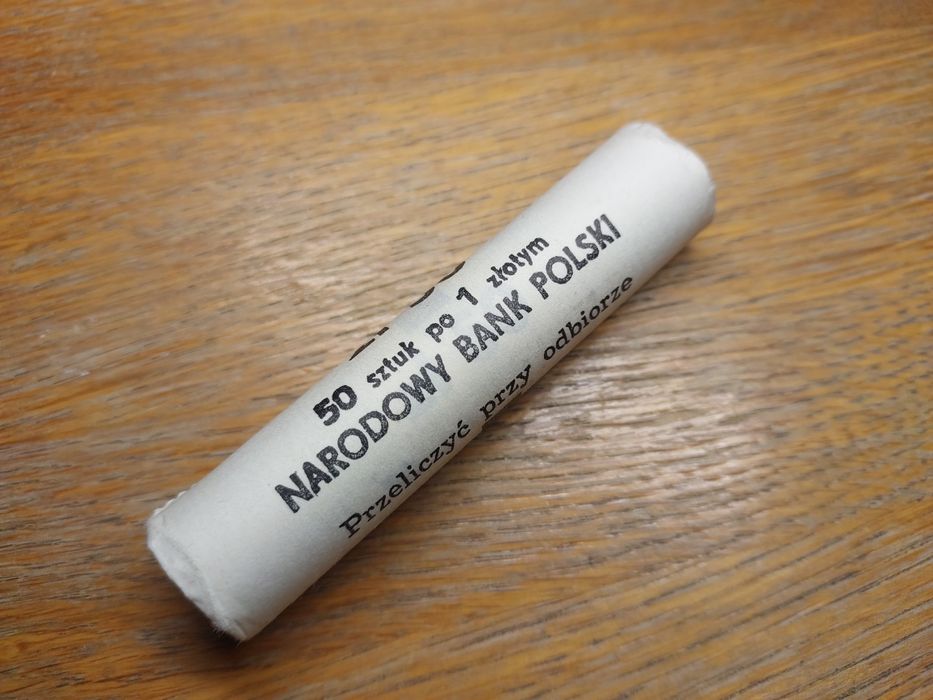 50 sztuk po 1 złotym
NARODOWY BANK POLSKI
Przeliczyć przy odbiorze